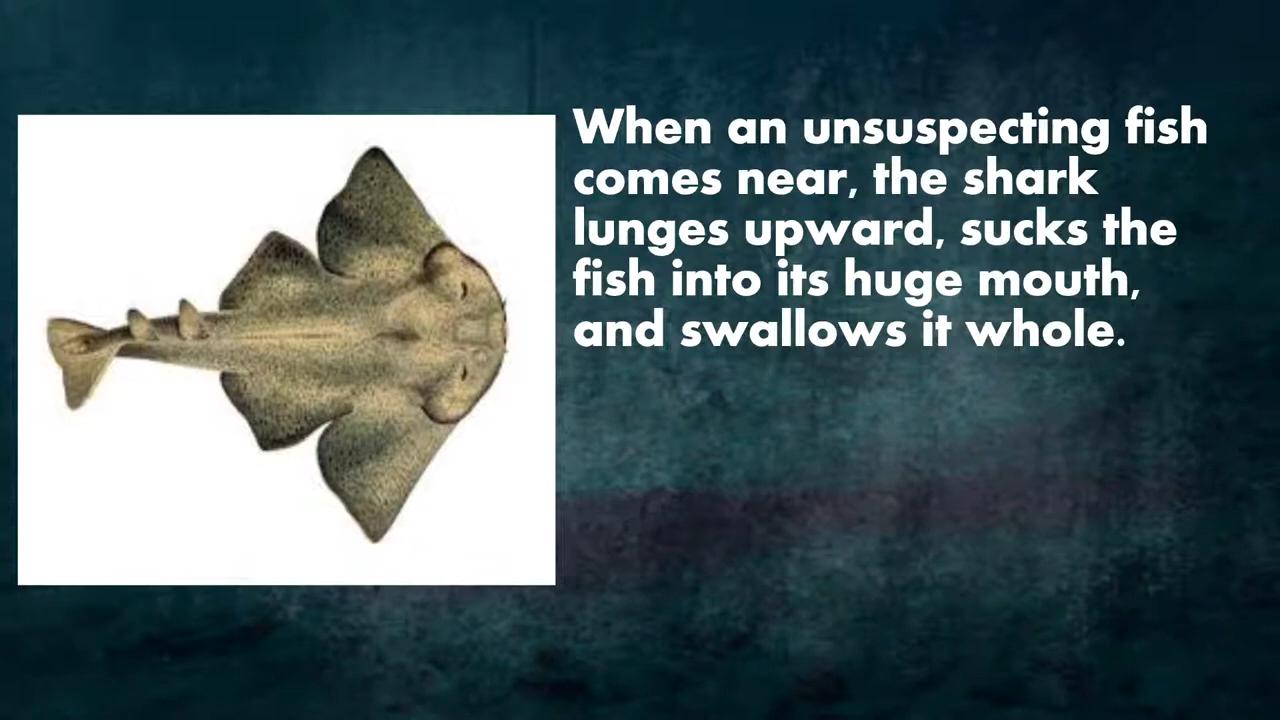 When an unsuspecting fish
comes near, the shark
lunges upward, sucks the
fish into its huge mouth,
and swallows it whole.